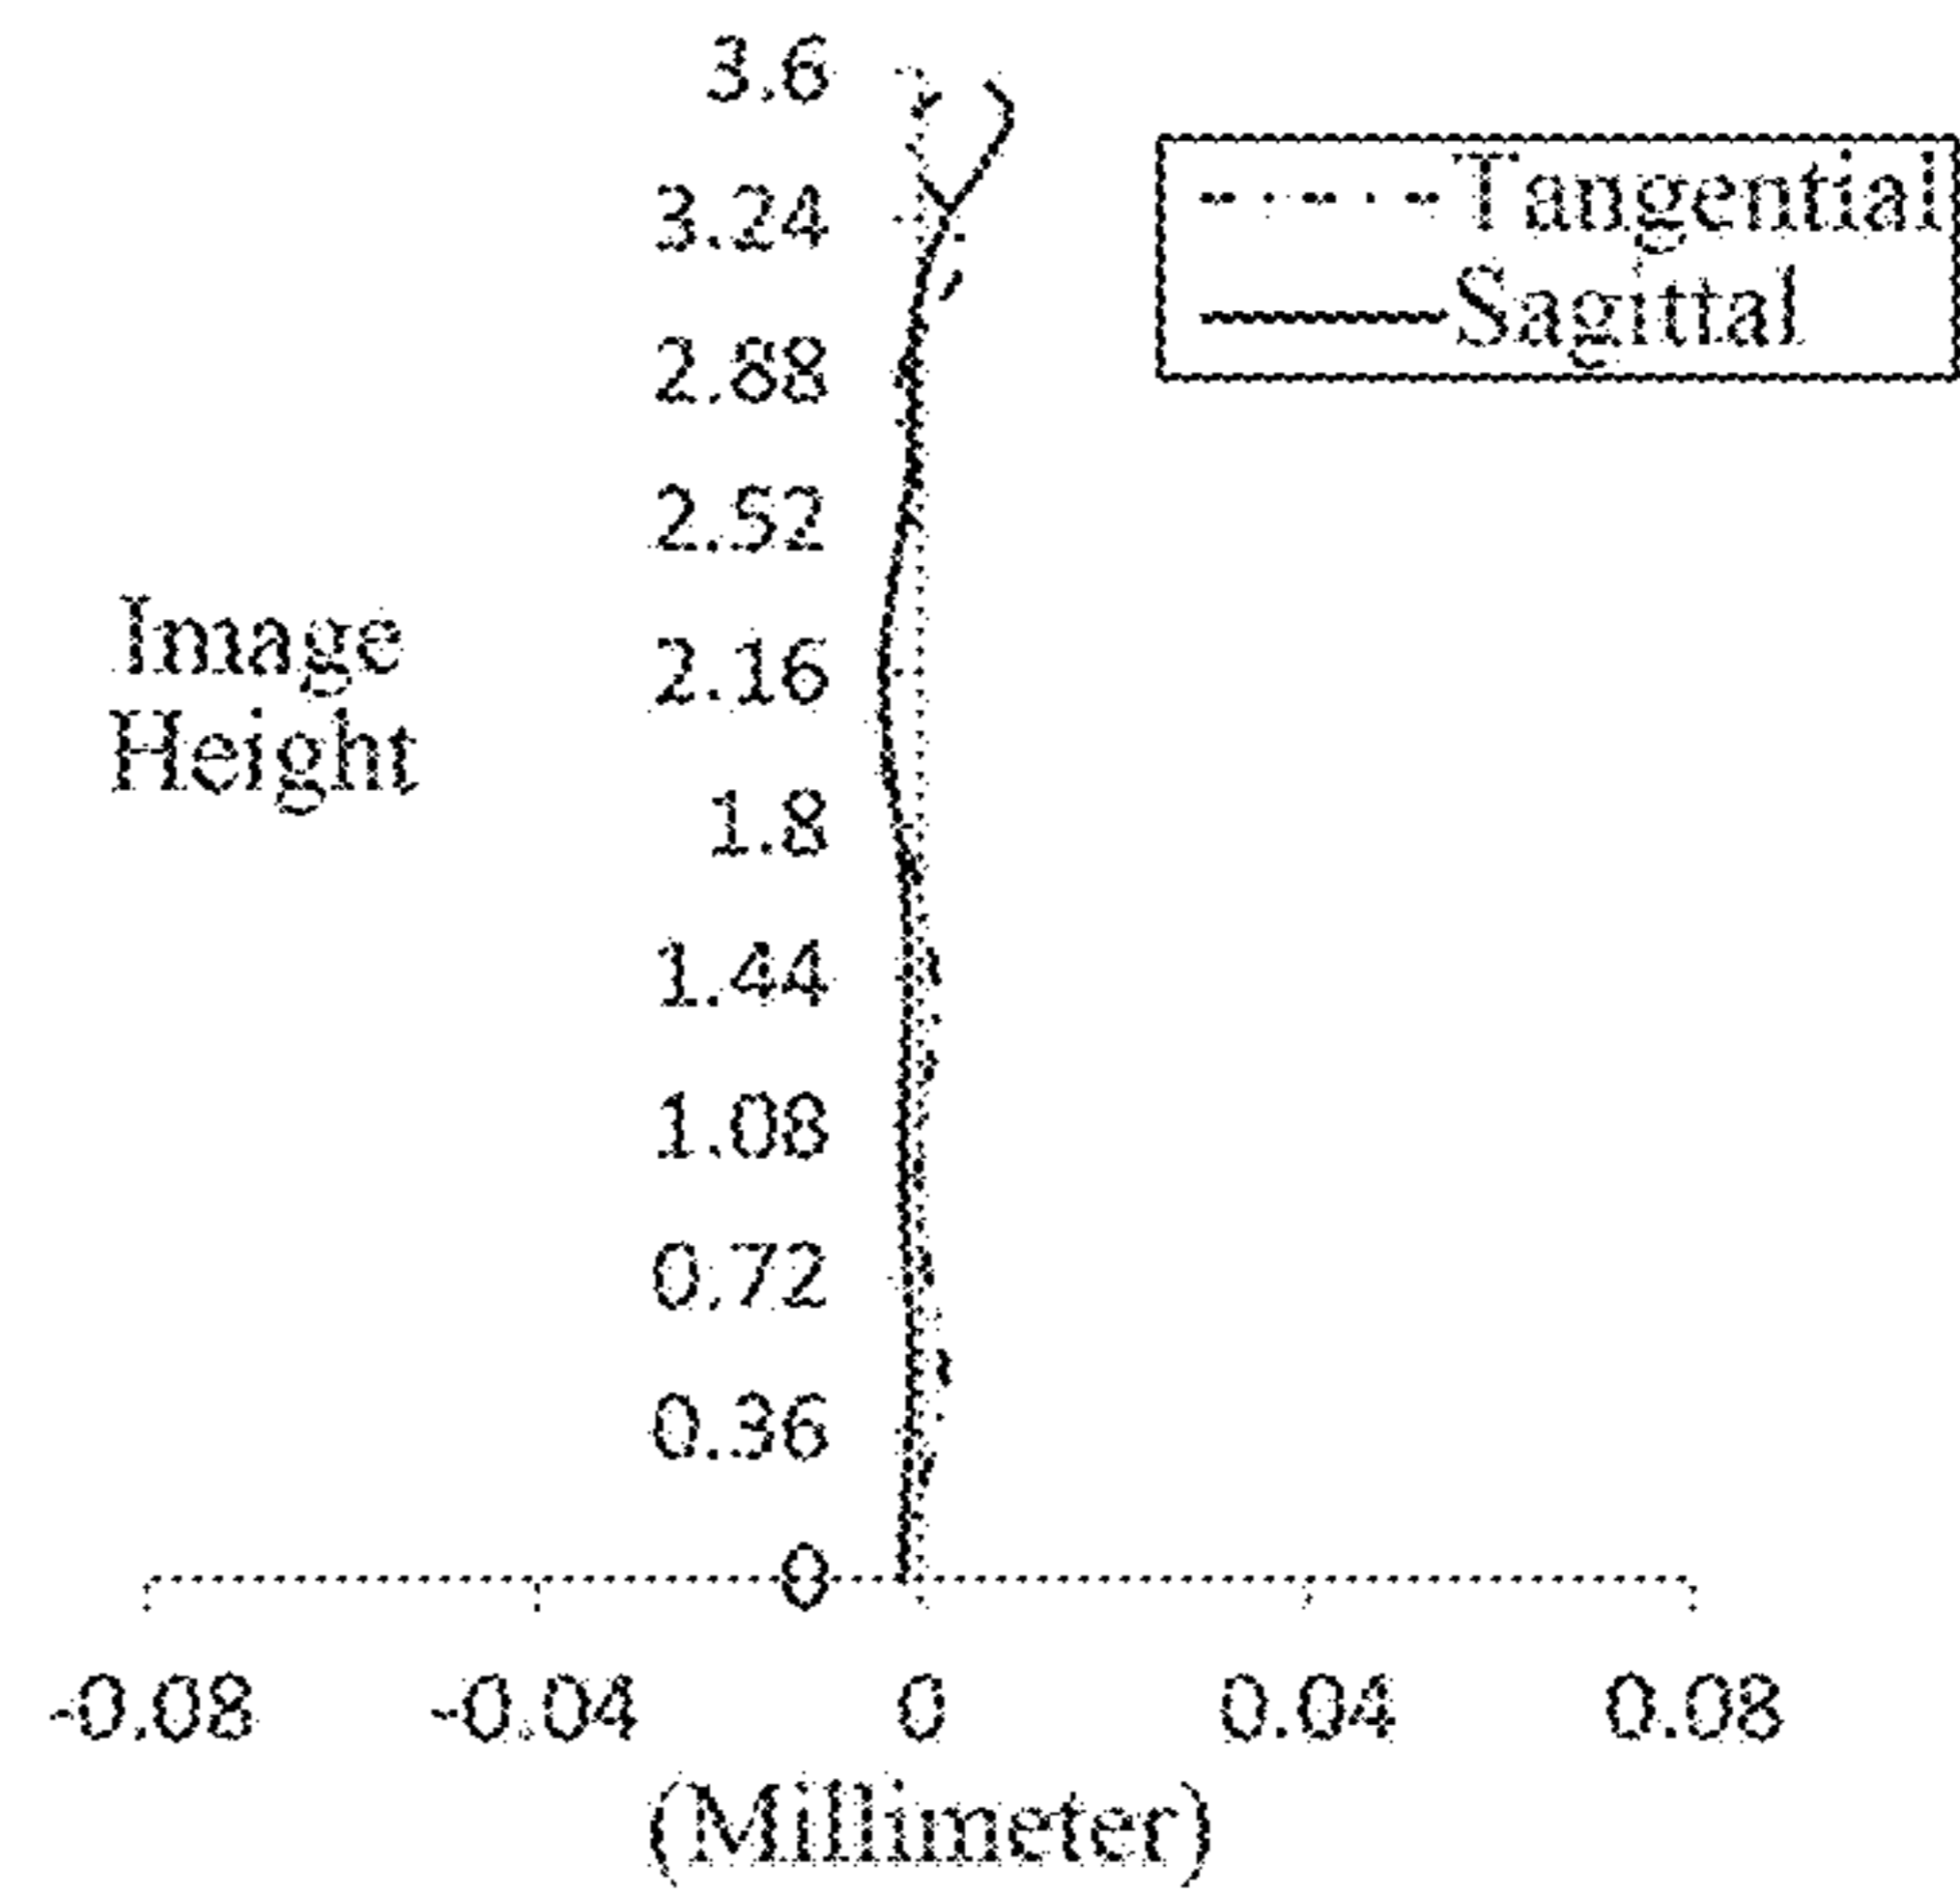 3.6
3.24
2.88
2.52
2.16
1.8
1.44
1.08
0.72
0.36
0
Tangential
Sagittal
Image
Height
-0.08 -0.04 0 0.04 0.08
(Millimeter)